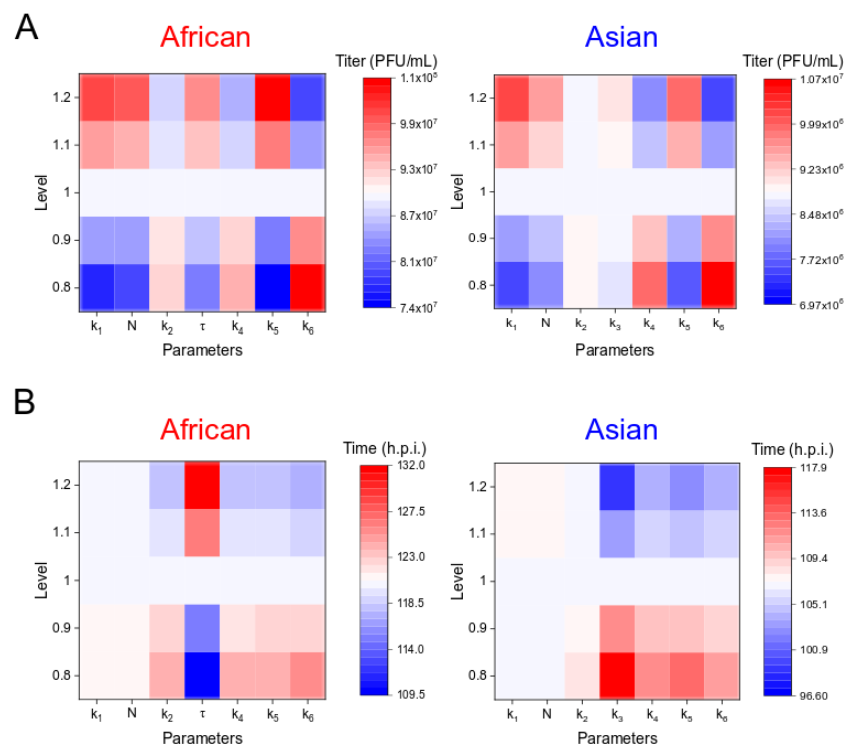 A
African
Asian
Titer (PFU/mL)
Titer (PFU/mL)
1.2
1.1
1
0.9
0.8
Level
k₁ N k₂ τ k₄ k₅ k₆
Parameters
1.1x10⁸
9.9x10⁷
9.3x10⁷
8.7x10⁷
8.1x10⁷
7.4x10⁷
1.2
1.1
1
0.9
0.8
Level
k₁ N k₂ k₃ k₄ k₅ k₆
Parameters
1.07x10⁷
9.99x10⁶
9.23x10⁶
8.48x10⁶
7.72x10⁶
6.97x10⁶
B
African
Asian
Time (h.p.i.)
Time (h.p.i.)
1.2
1.1
1
0.9
0.8
Level
k₁ N k₂ τ k₄ k₅ k₆
Parameters
132.0
127.5
123.0
118.5
114.0
109.5
1.2
1.1
1
0.9
0.8
Level
k₁ N k₂ k₃ k₄ k₅ k₆
Parameters
117.9
113.6
109.4
105.1
100.9
96.60